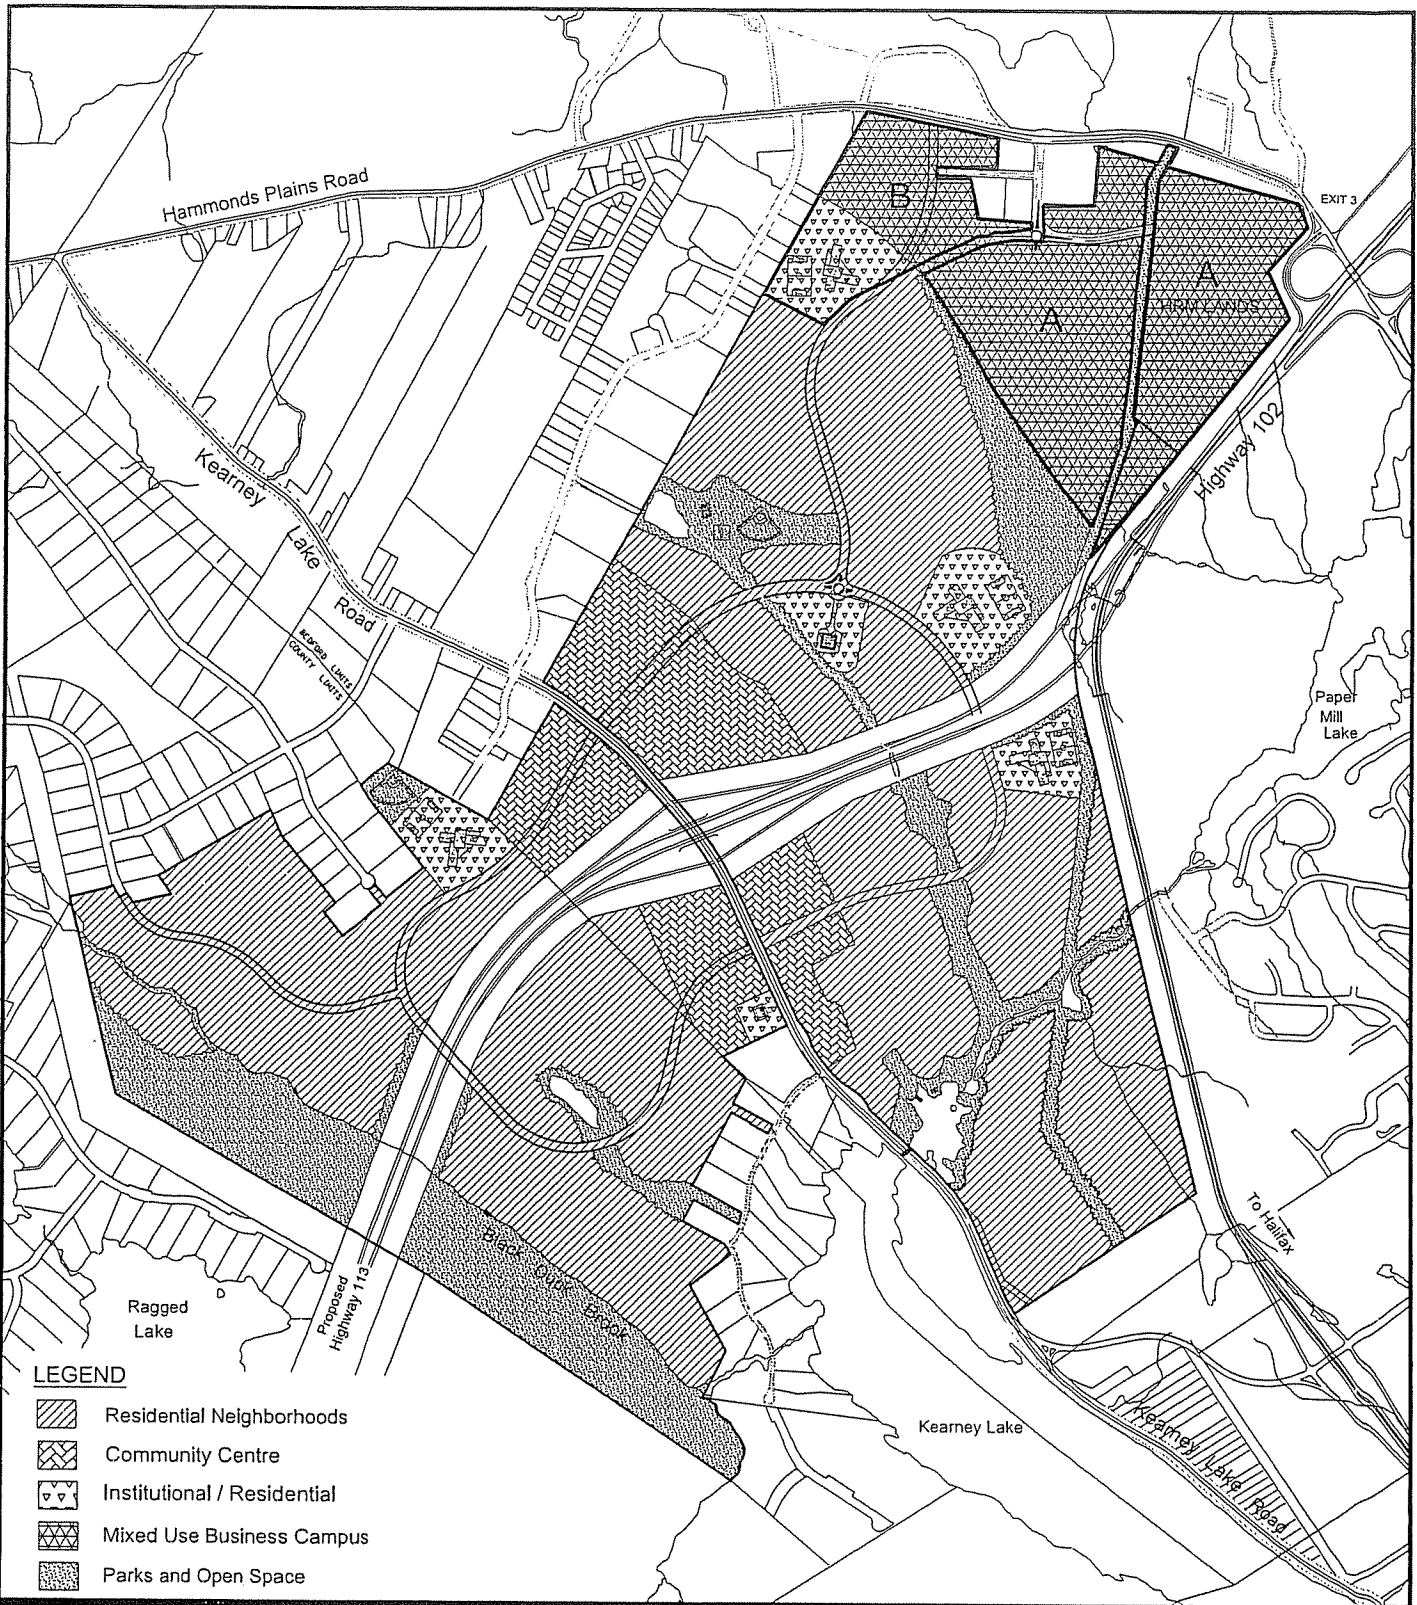 Hammonds Plains Road
EXIT 3
B
A
A
HRM LANDS
Highway 102
Kearney
Lake
Road
BEDFORD LIMITS
COUNTY LIMITS
Paper
Mill
Lake
To Halifax
Black Duck Brook
Proposed
Highway 113
Ragged
Lake
Kearney Lake
Kearney Lake Road
LEGEND
Residential Neighborhoods
Community Centre
Institutional / Residential
Mixed Use Business Campus
Parks and Open Space